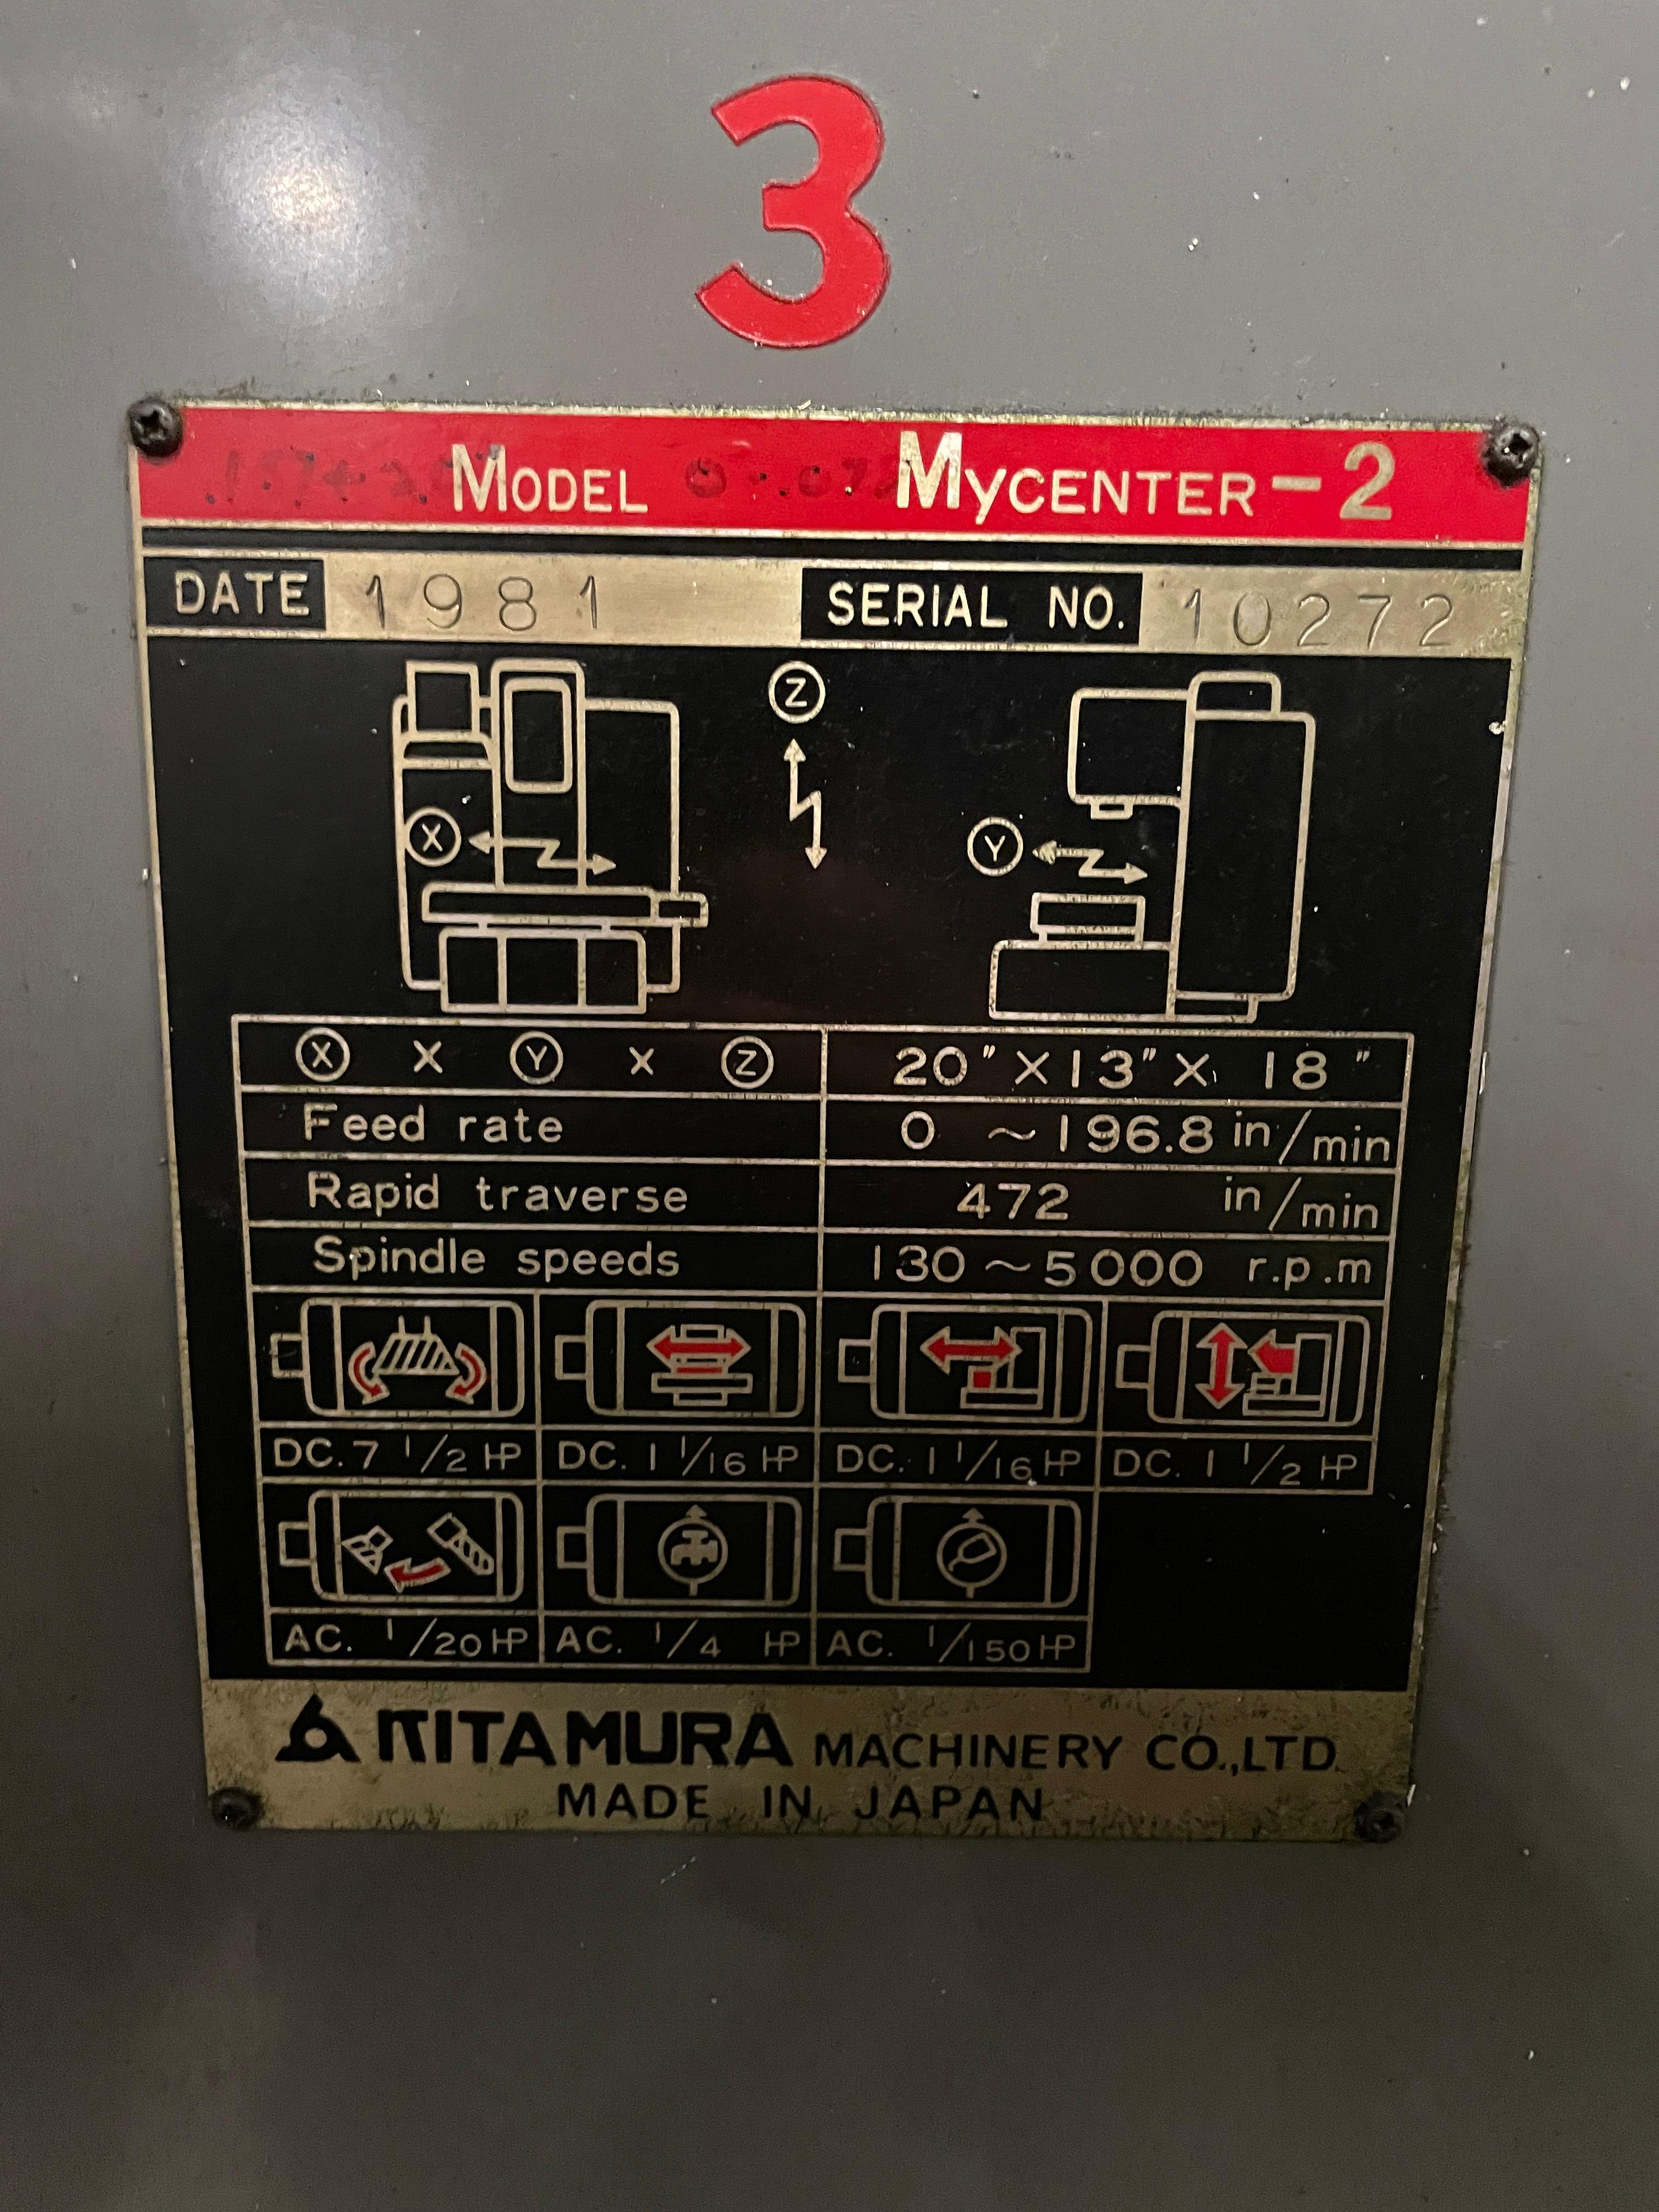 3
MODEL MYCENTER-2
DATE 1981 SERIAL NO. 10272
Z
X
Y
X x Y x Z 20" X 13" X 18"
Feed rate 0 ~ 196.8 in/min
Rapid traverse 472 in/min
Spindle speeds 130 ~ 5000 r.p.m
DC. 7 1/2 HP DC. 1 1/16 HP DC. 1 1/16 HP DC. 1 1/2 HP
AC. 1/20 HP AC. 1/4 HP AC. 1/150 HP
KITAMURA MACHINERY CO.,LTD.
MADE IN JAPAN